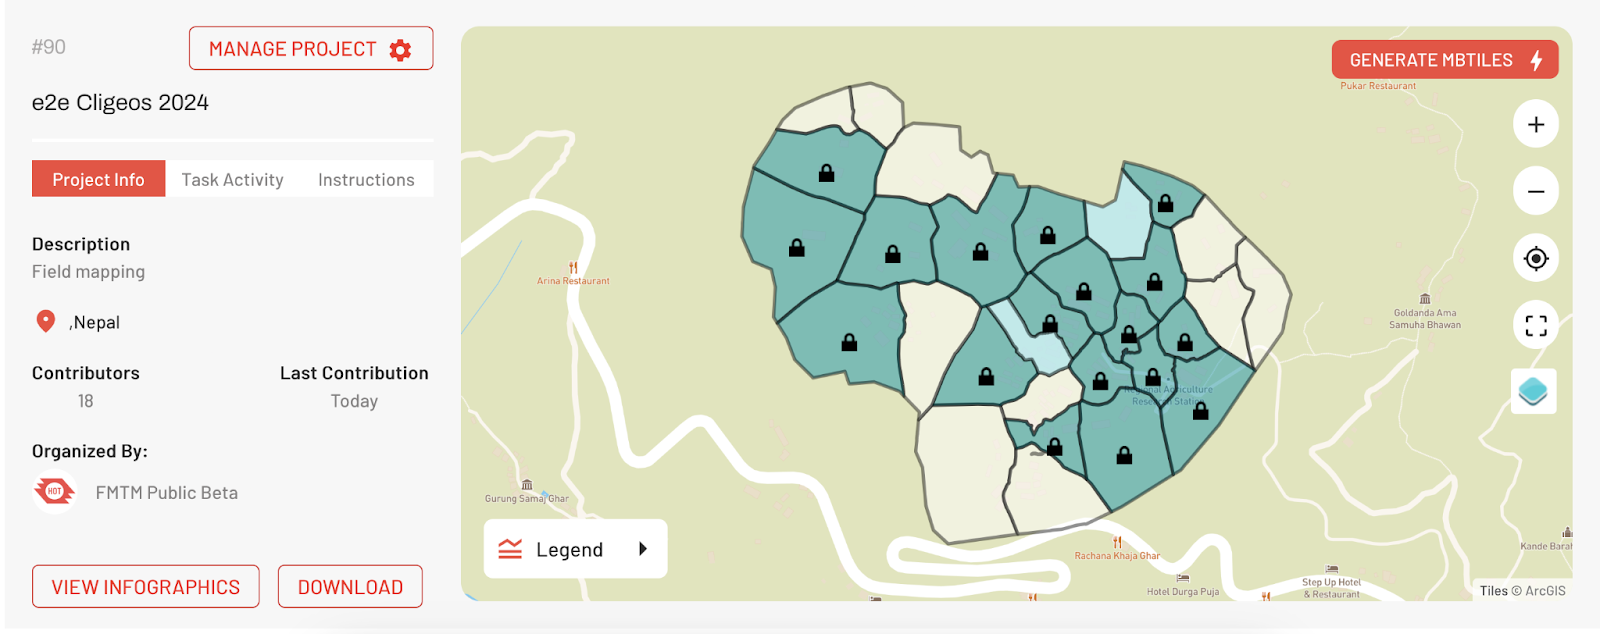 #90
MANAGE PROJECT
e2e Cligeos 2024
Project Info
Task Activity
Instructions
Description
Field mapping
,Nepal
Contributors
Last Contribution
18
Today
Organized By:
HOT
FMTM Public Beta
VIEW INFOGRAPHICS
DOWNLOAD
GENERATE MBTILES
Pukar Restaurant
Arina Restaurant
Goldanda Ama
Samuha Bhawan
Regional Agriculture
Research Station
Gurung Samaj Ghar
Legend
Rachana Khaja Ghar
Kande Barah
Hotel Durga Puja
Step Up Hotel
& Restaurant
Tiles © ArcGIS